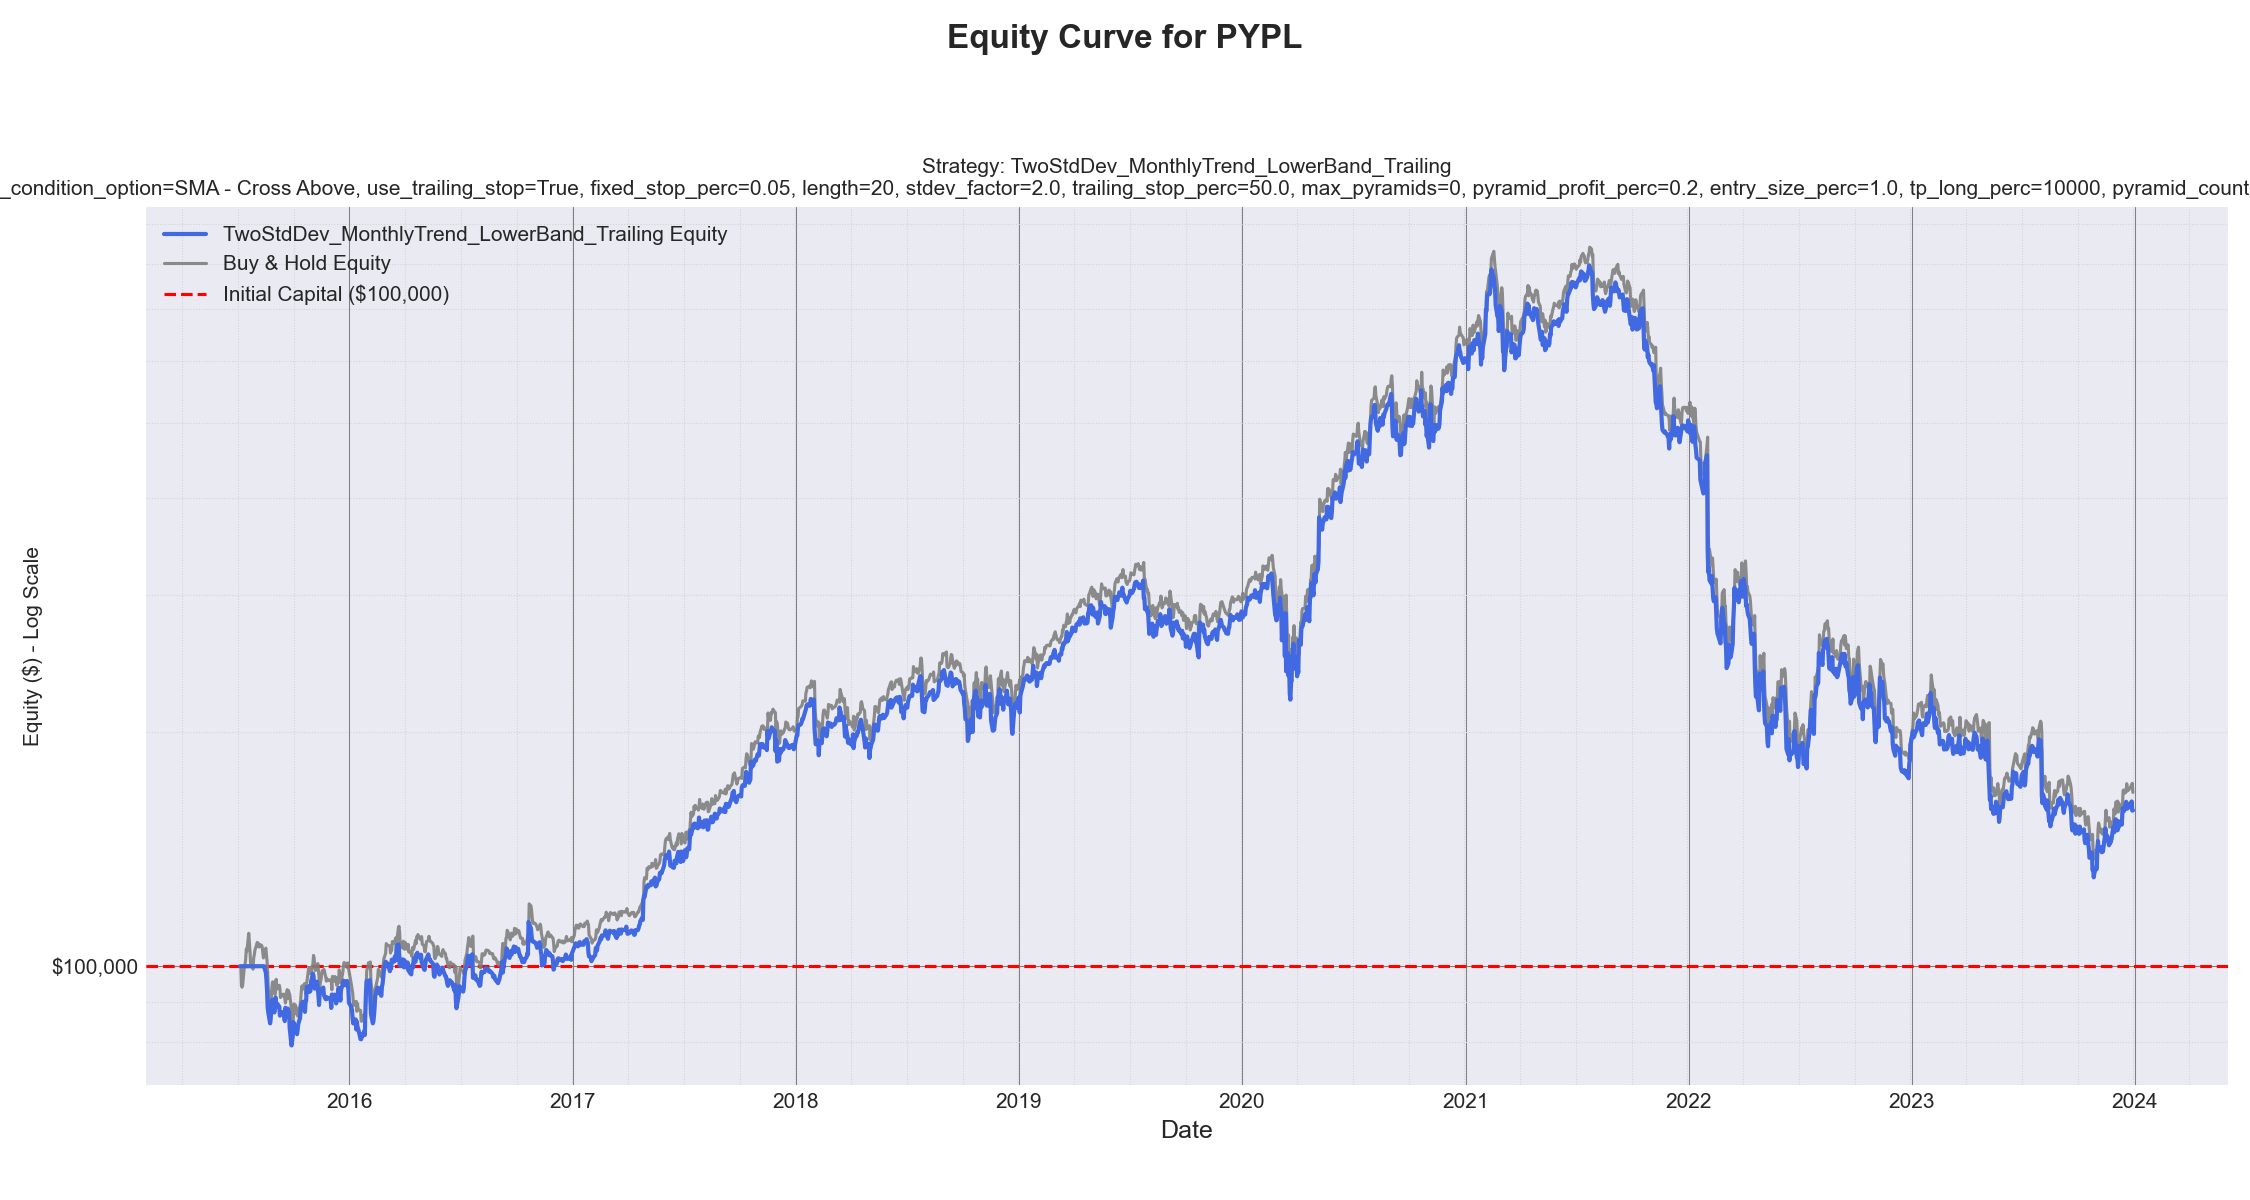 Equity Curve for PYPL
Strategy: TwoStdDev_MonthlyTrend_LowerBand_Trailing
_condition_option=SMA - Cross Above, use_trailing_stop=True, fixed_stop_perc=0.05, length=20, stdev_factor=2.0, trailing_stop_perc=50.0, max_pyramids=0, pyramid_profit_perc=0.2, entry_size_perc=1.0, tp_long_perc=10000, pyramid_count
TwoStdDev_MonthlyTrend_LowerBand_Trailing Equity
Buy & Hold Equity
Initial Capital ($100,000)
Equity ($) - Log Scale
$100,000
2016 2017 2018 2019 2020 2021 2022 2023 2024
Date